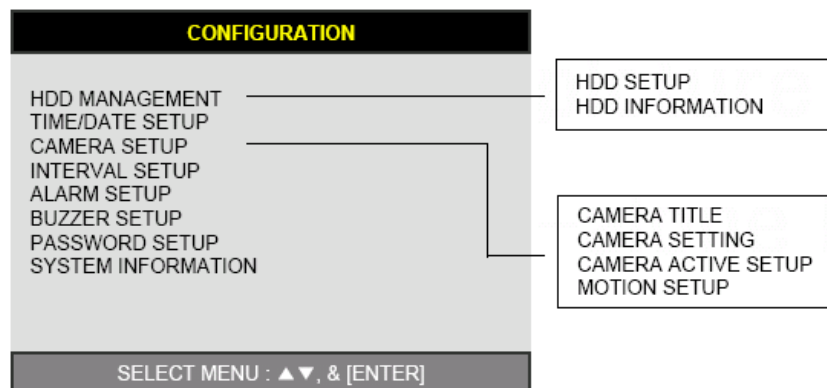 CONFIGURATION
HDD MANAGEMENT
TIME/DATE SETUP
CAMERA SETUP
INTERVAL SETUP
ALARM SETUP
BUZZER SETUP
PASSWORD SETUP
SYSTEM INFORMATION
SELECT MENU : ▲▼, & [ENTER]
HDD SETUP
HDD INFORMATION
CAMERA TITLE
CAMERA SETTING
CAMERA ACTIVE SETUP
MOTION SETUP